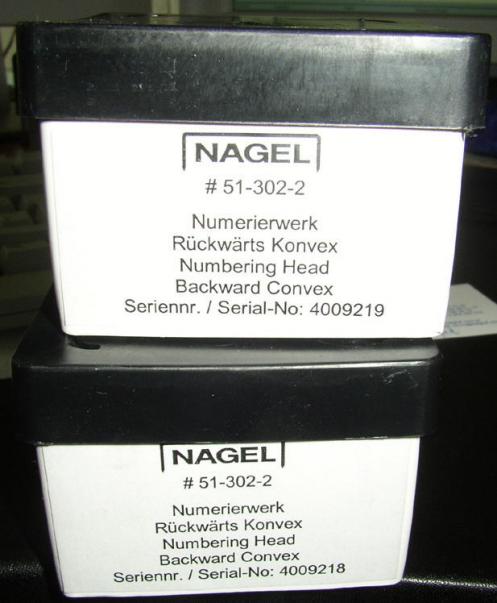 NAGEL
# 51-302-2
Numerierwerk
Rückwärts Konvex
Numbering Head
Backward Convex
Seriennr. / Serial-No: 4009219
NAGEL
# 51-302-2
Numerierwerk
Rückwärts Konvex
Numbering Head
Backward Convex
Seriennr. / Serial-No: 4009218